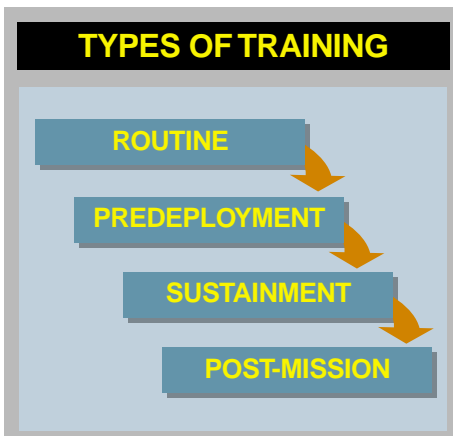 TYPES OF TRAINING
ROUTINE
PREDEPLOYMENT
SUSTAINMENT
POST-MISSION